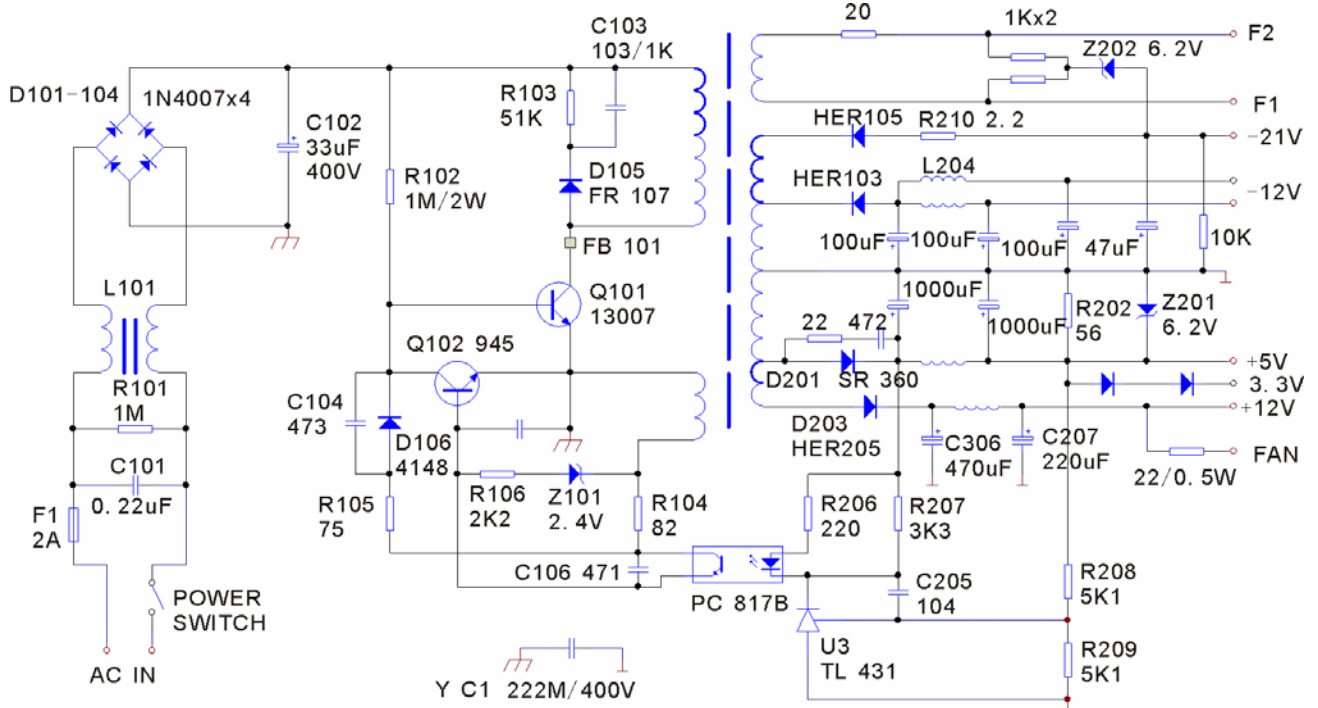 20
1Kx2
F2
C103
103/1K
Z202 6.2V
D101-104
1N4007x4
R103
51K
F1
HER105
R210 2.2
-21V
C102
33uF
400V
D105
FR 107
R102
1M/2W
HER103
L204
-12V
FB 101
100uF
100uF
100uF
47uF
10K
L101
Q101
13007
1000uF
1000uF
R202
56
Z201
6.2V
22
472
Q102 945
+5V
R101
1M
D201
SR 360
3.3V
C104
473
+12V
D106
4148
D203
HER205
C306
470uF
C207
220uF
FAN
C101
0.22uF
22/0.5W
R105
75
R106
2K2
Z101
2.4V
R104
82
R206
220
R207
3K3
F1
2A
C106 471
PC 817B
C205
104
R208
5K1
POWER
SWITCH
U3
TL 431
R209
5K1
AC IN
Y C1 222M/400V